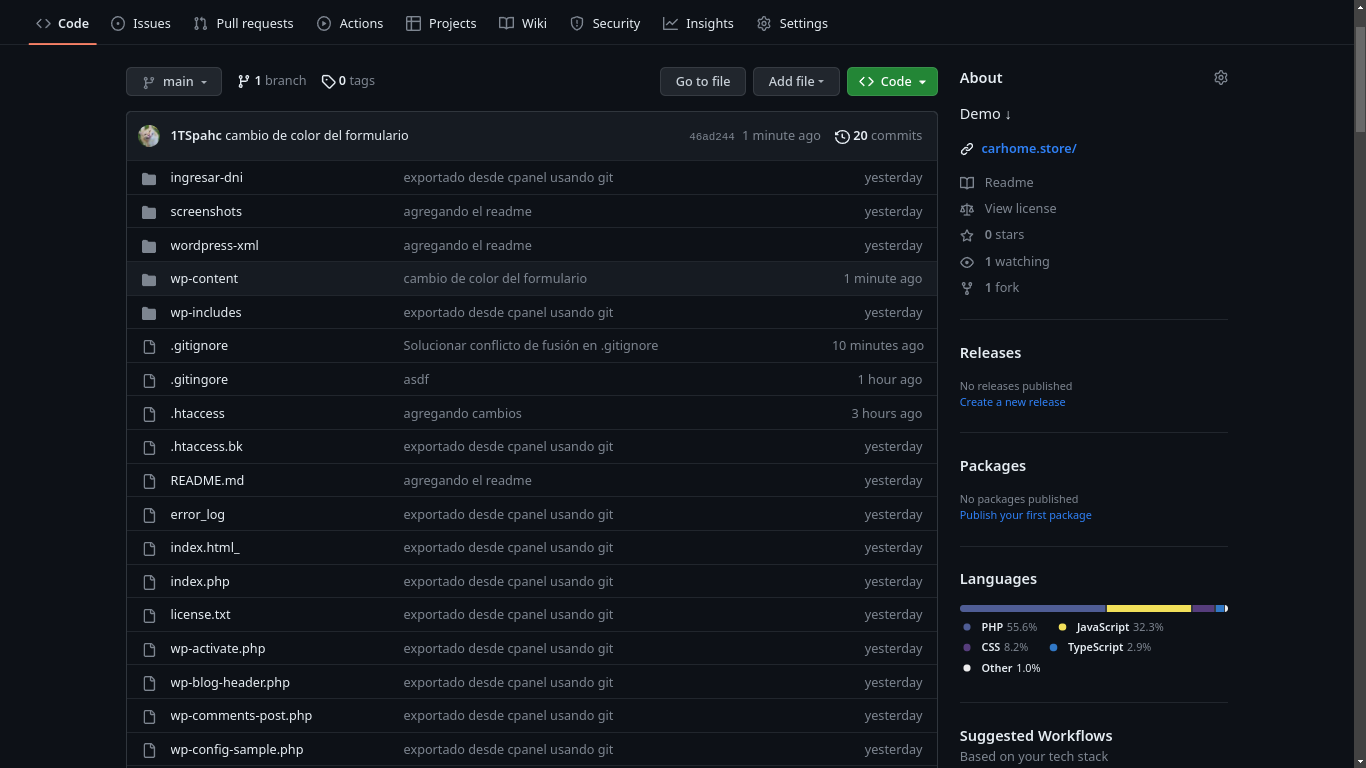 Code Issues Pull requests Actions Projects Wiki Security Insights Settings
main 1 branch 0 tags Go to file Add file Code
1TSpahc cambio de color del formulario 46ad244 1 minute ago 20 commits
ingresar-dni exportado desde cpanel usando git yesterday
screenshots agregando el readme yesterday
wordpress-xml agregando el readme yesterday
wp-content cambio de color del formulario 1 minute ago
wp-includes exportado desde cpanel usando git yesterday
.gitignore Solucionar conflicto de fusión en .gitignore 10 minutes ago
.gitingore asdf 1 hour ago
.htaccess agregando cambios 3 hours ago
.htaccess.bk exportado desde cpanel usando git yesterday
README.md agregando el readme yesterday
error_log exportado desde cpanel usando git yesterday
index.html_ exportado desde cpanel usando git yesterday
index.php exportado desde cpanel usando git yesterday
license.txt exportado desde cpanel usando git yesterday
wp-activate.php exportado desde cpanel usando git yesterday
wp-blog-header.php exportado desde cpanel usando git yesterday
wp-comments-post.php exportado desde cpanel usando git yesterday
wp-config-sample.php exportado desde cpanel usando git yesterday
About
Demo ↓
carhome.store/
Readme
View license
0 stars
1 watching
1 fork
Releases
No releases published
Create a new release
Packages
No packages published
Publish your first package
Languages
PHP 55.6% JavaScript 32.3%
CSS 8.2% TypeScript 2.9%
Other 1.0%
Suggested Workflows
Based on your tech stack